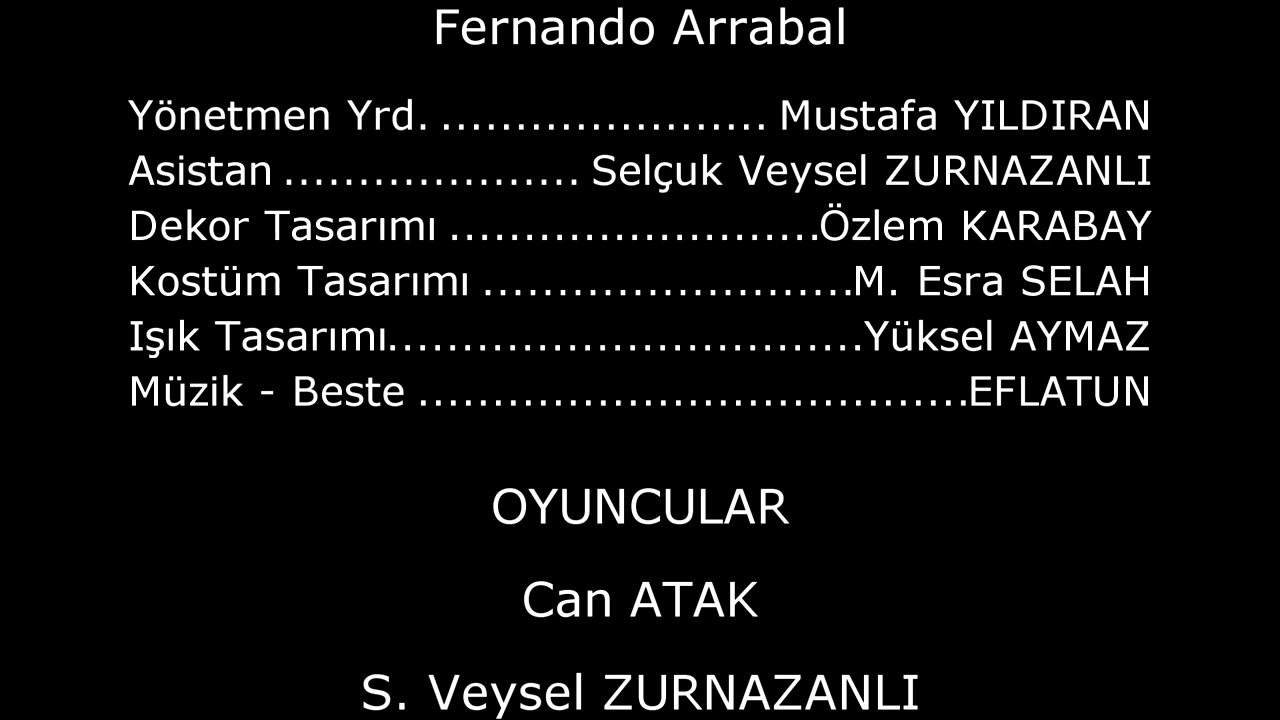 Fernando Arrabal
Yönetmen Yrd. ...................... Mustafa YILDIRAN
Asistan .................... Selçuk Veysel ZURNAZANLI
Dekor Tasarımı .........................Özlem KARABAY
Kostüm Tasarımı .........................M. Esra SELAH
Işık Tasarımı................................Yüksel AYMAZ
Müzik - Beste .....................................EFLATUN
OYUNCULAR
Can ATAK
S. Veysel ZURNAZANLI